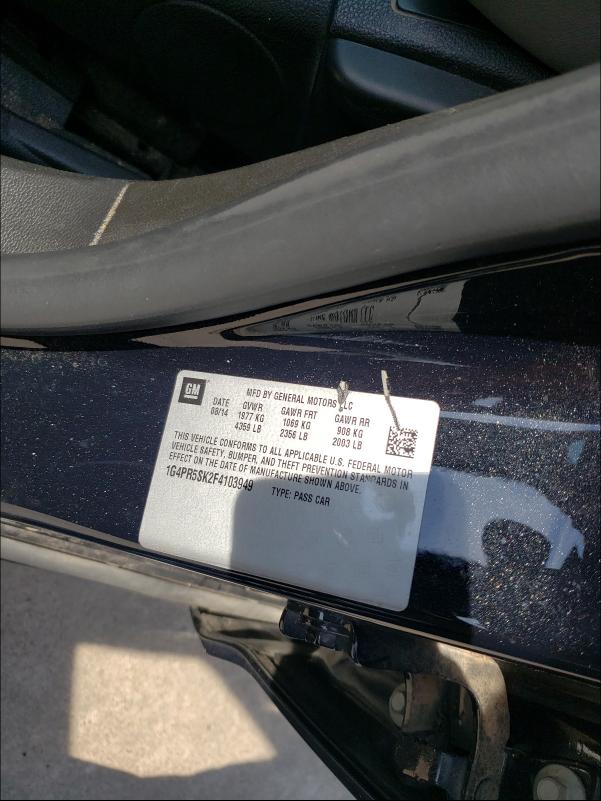 GM
MFD BY GENERAL MOTORS LLC
DATE GVWR GAWR FRT GAWR RR
08/14 1977 KG 1069 KG 908 KG
4359 LB 2356 LB 2003 LB
THIS VEHICLE CONFORMS TO ALL APPLICABLE U.S. FEDERAL MOTOR
VEHICLE SAFETY, BUMPER, AND THEFT PREVENTION STANDARDS IN
EFFECT ON THE DATE OF MANUFACTURE SHOWN ABOVE.
1G4PR5SK2F4103949 TYPE: PASS CAR